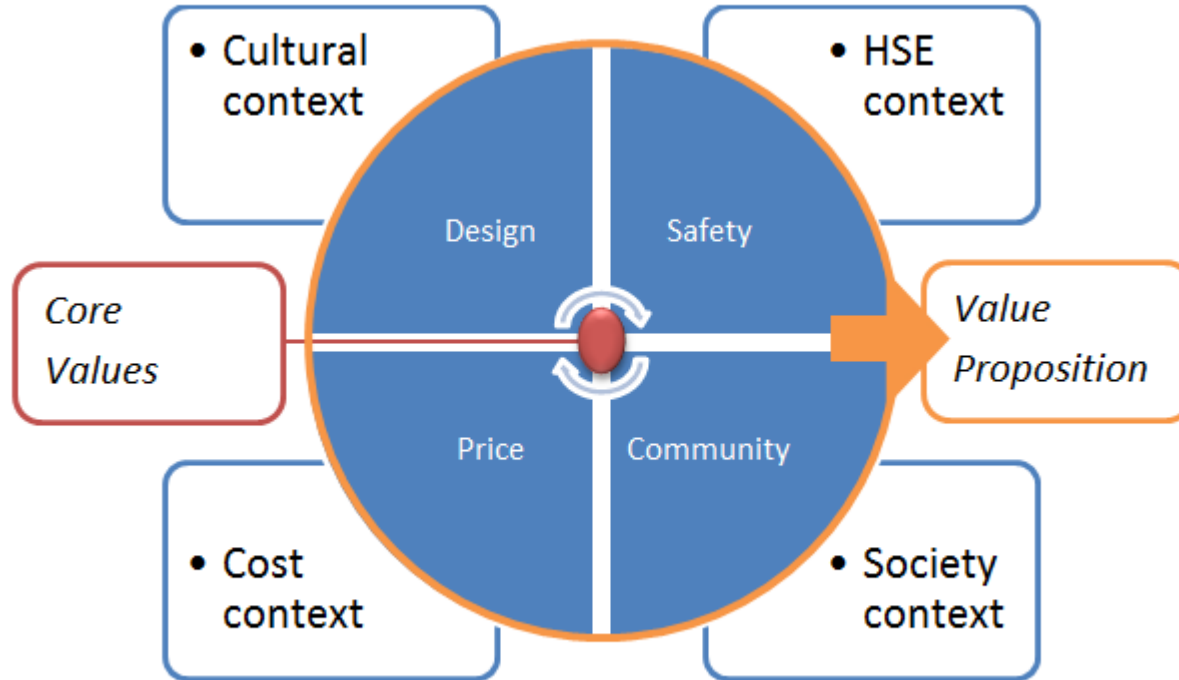 • Cultural
context
• HSE
context
Design
Safety
Core
Values
Value
Proposition
Price
Community
• Cost
context
• Society
context